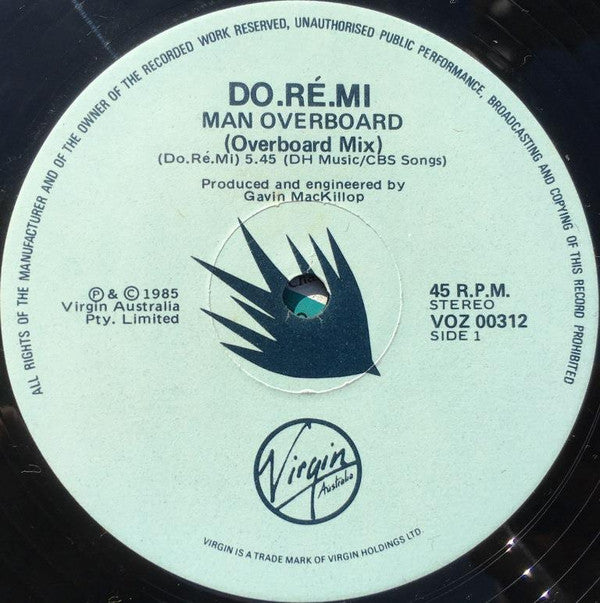 ALL RIGHTS OF THE MANUFACTURER AND OF THE OWNER OF THE RECORDED WORK RESERVED, UNAUTHORISED PUBLIC PERFORMANCE, BROADCASTING AND COPYING OF THIS RECORD PROHIBITED
DO.RÉ.MI
MAN OVERBOARD
(Overboard Mix)
(Do.Ré.Mi) 5.45 (DH Music/CBS Songs)
Produced and engineered by
Gavin MacKillop
℗ & © 1985
Virgin Australia
Pty. Limited
45 R.P.M.
STEREO
VOZ 00312
SIDE 1
Virgin
Australia
VIRGIN IS A TRADE MARK OF VIRGIN HOLDINGS LTD